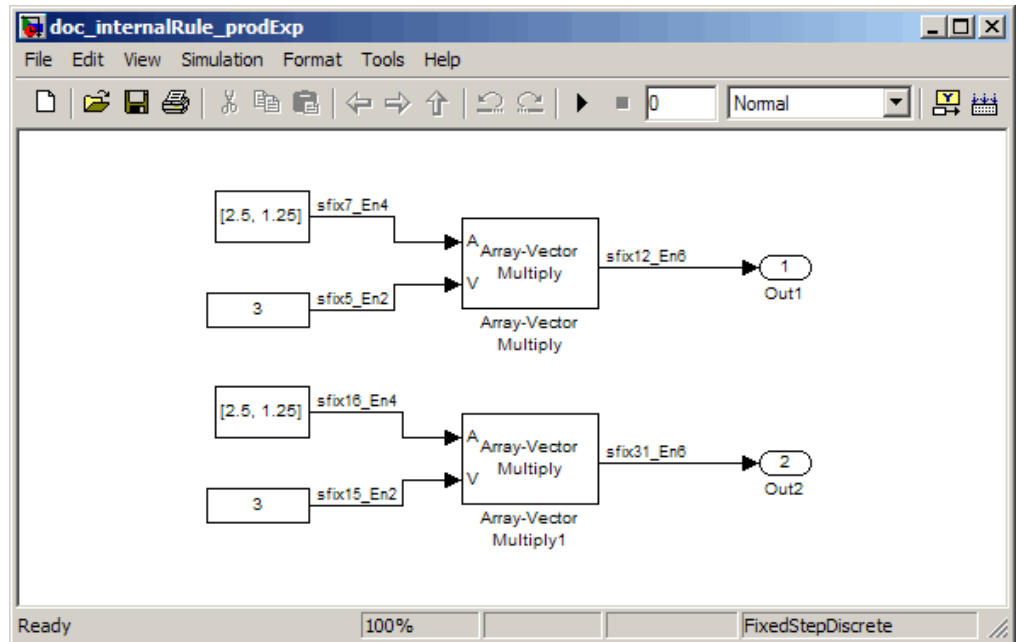 doc_internalRule_prodExp
File Edit View Simulation Format Tools Help
0 Normal
[2.5, 1.25]
sfix7_En4
3
sfix5_En2
A
V
Array-Vector
Multiply
sfix12_En6
1
Out1
Array-Vector
Multiply
[2.5, 1.25]
sfix16_En4
3
sfix15_En2
A
V
Array-Vector
Multiply
sfix31_En6
2
Out2
Array-Vector
Multiply1
Ready 100% FixedStepDiscrete